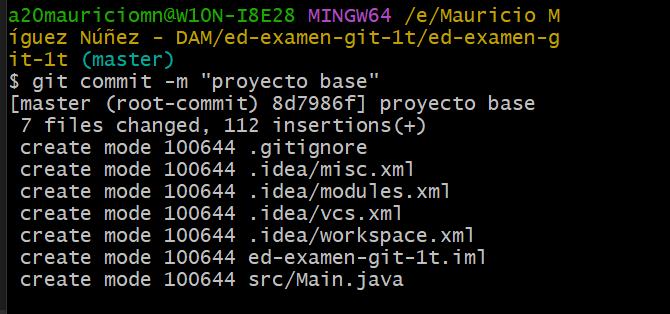 a20mauriciomn@W10N-I8E28 MINGW64 /e/Mauricio M
íguez Núñez - DAM/ed-examen-git-1t/ed-examen-g
it-1t (master)
$ git commit -m "proyecto base"
[master (root-commit) 8d7986f] proyecto base
 7 files changed, 112 insertions(+)
 create mode 100644 .gitignore
 create mode 100644 .idea/misc.xml
 create mode 100644 .idea/modules.xml
 create mode 100644 .idea/vcs.xml
 create mode 100644 .idea/workspace.xml
 create mode 100644 ed-examen-git-1t.iml
 create mode 100644 src/Main.java